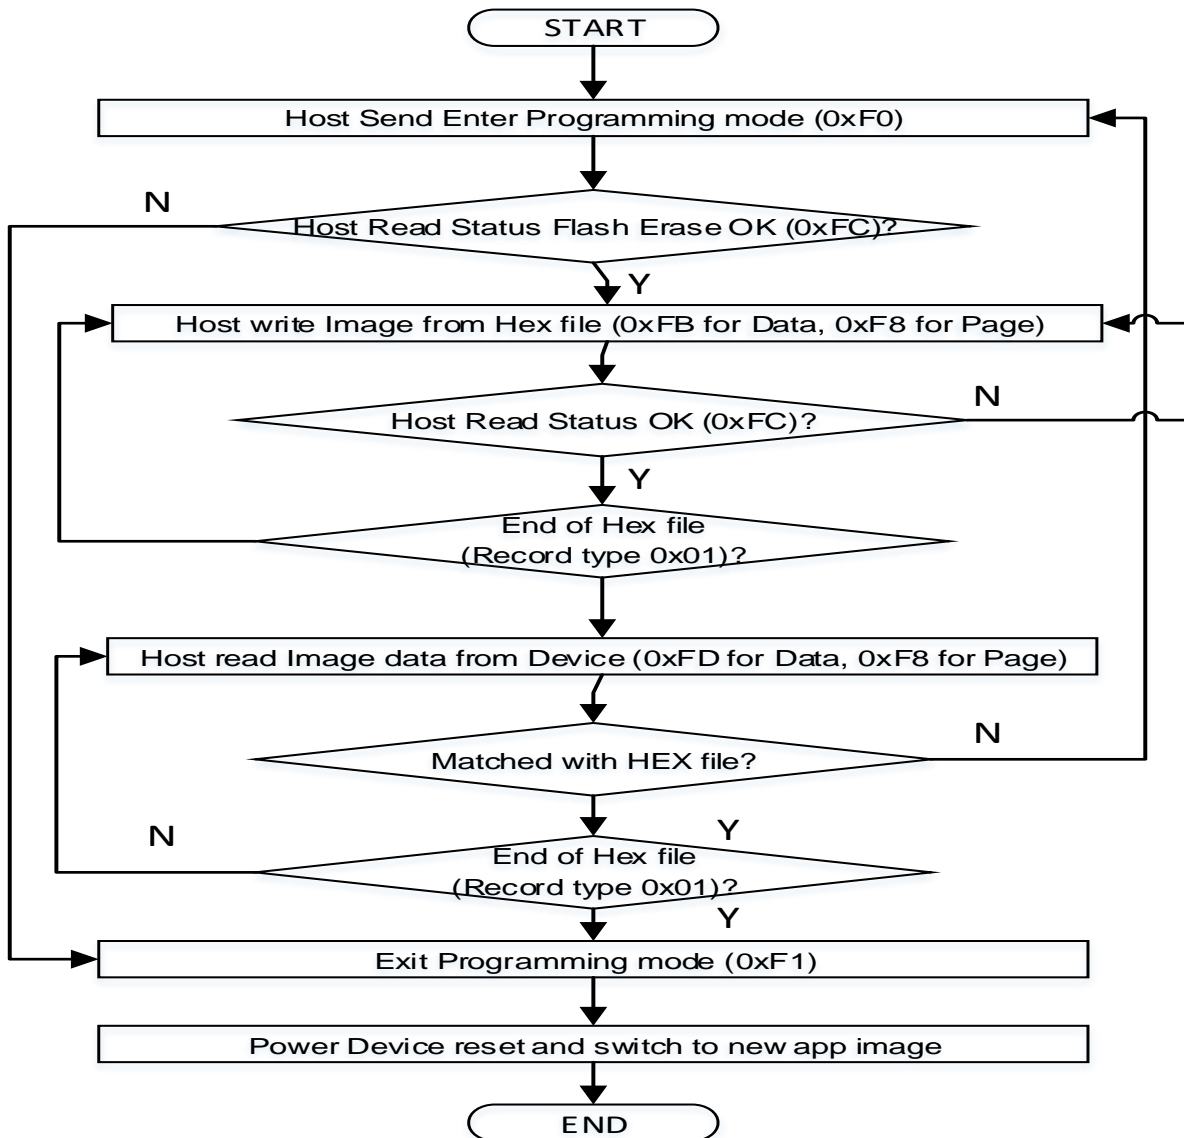 START
Host Send Enter Programming mode (0xF0)
N
Host Read Status Flash Erase OK (0xFC)?
Y
Host write Image from Hex file (0xFB for Data, 0xF8 for Page)
N
Host Read Status OK (0xFC)?
Y
End of Hex file
(Record type 0x01)?
Host read Image data from Device (0xFD for Data, 0xF8 for Page)
N
Matched with HEX file?
Y
N
End of Hex file
(Record type 0x01)?
Y
Exit Programming mode (0xF1)
Power Device reset and switch to new app image
END